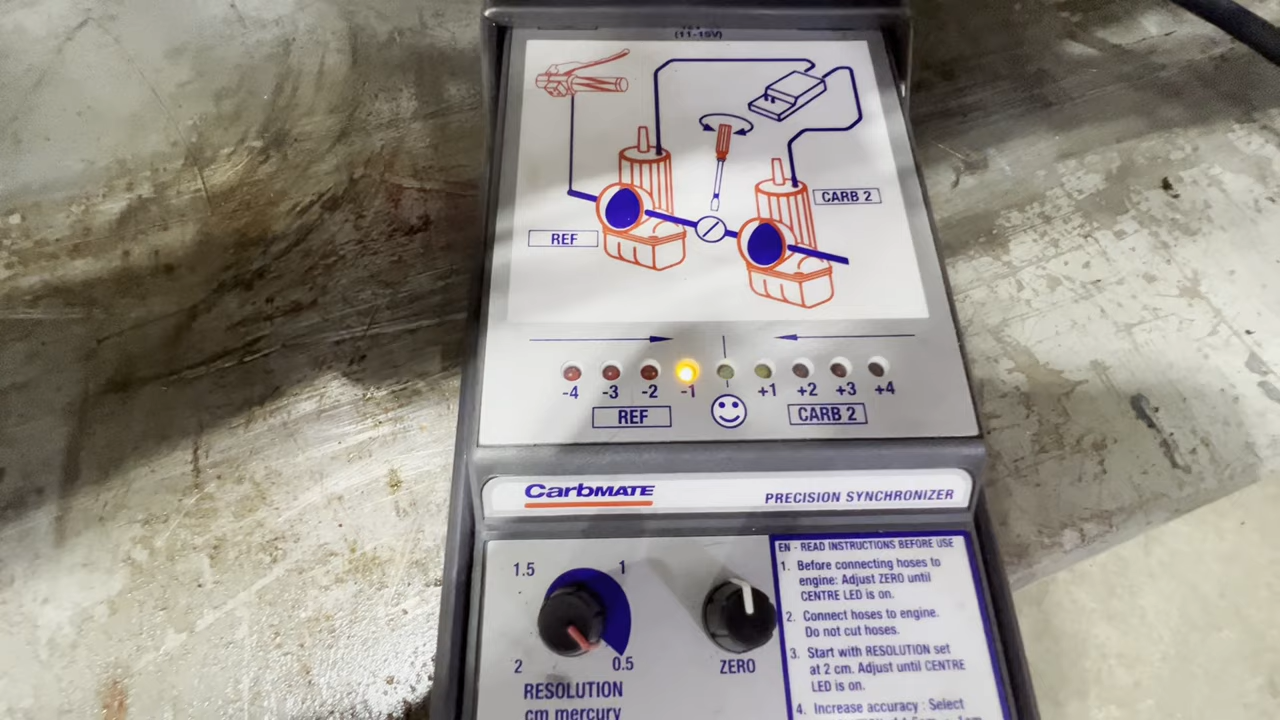 (11-15V)
CARB 2
REF
-4 -3 -2 -1 +1 +2 +3 +4
REF CARB 2
CarbMATE PRECISION SYNCHRONIZER
1.5 1
2 0.5
RESOLUTION
cm mercury
ZERO
EN - READ INSTRUCTIONS BEFORE USE
1. Before connecting hoses to
engine: Adjust ZERO until
CENTRE LED is on.
2. Connect hoses to engine.
Do not cut hoses.
3. Start with RESOLUTION set
at 2 cm. Adjust until CENTRE
LED is on.
4. Increase accuracy : Select